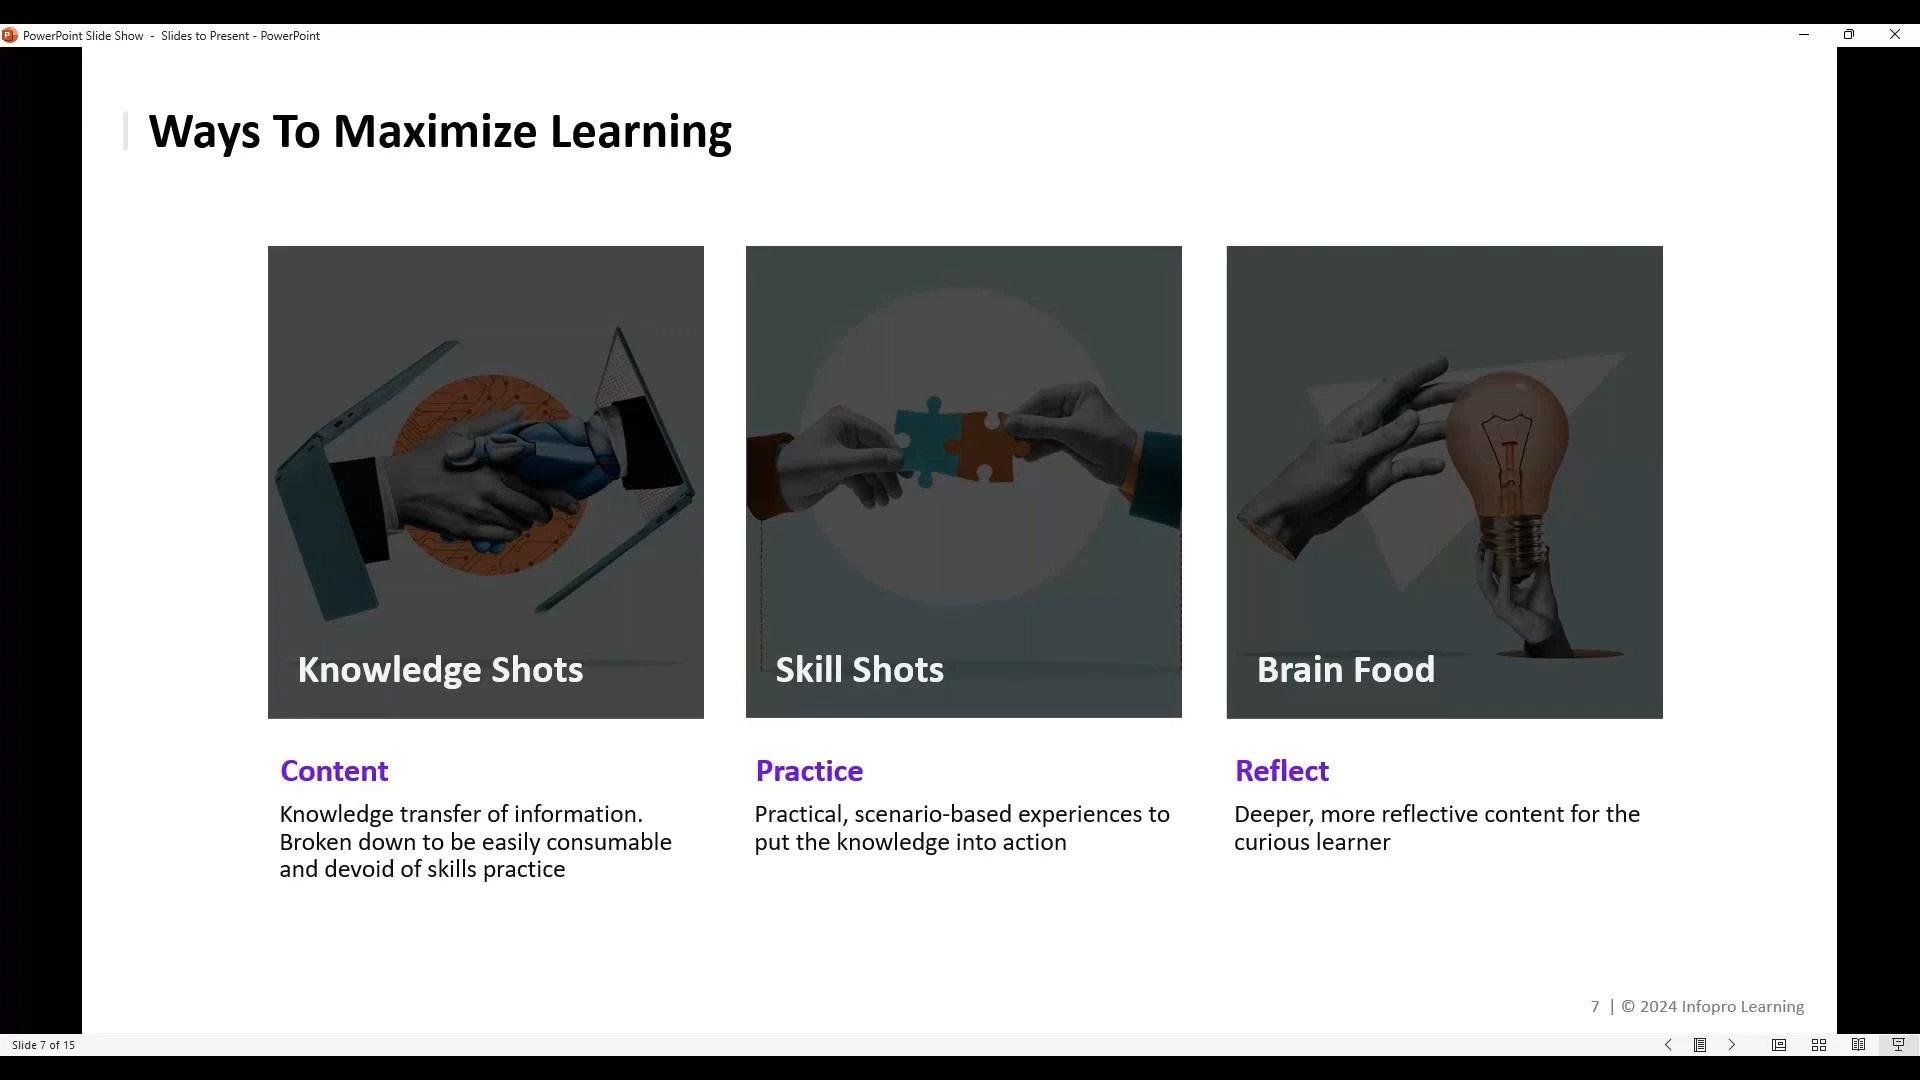 PowerPoint Slide Show - Slides to Present - PowerPoint
Ways To Maximize Learning
Knowledge Shots
Skill Shots
Brain Food
Content
Knowledge transfer of information.
Broken down to be easily consumable
and devoid of skills practice
Practice
Practical, scenario-based experiences to
put the knowledge into action
Reflect
Deeper, more reflective content for the
curious learner
7 | © 2024 Infopro Learning
Slide 7 of 15